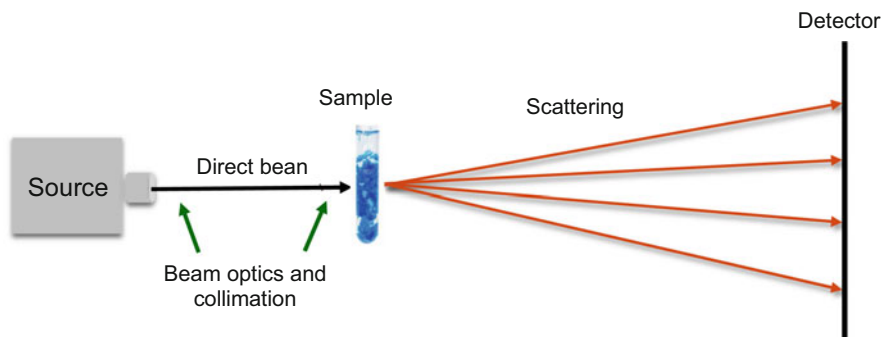 Detector
Sample
Scattering
Direct bean
Source
Beam optics and
collimation